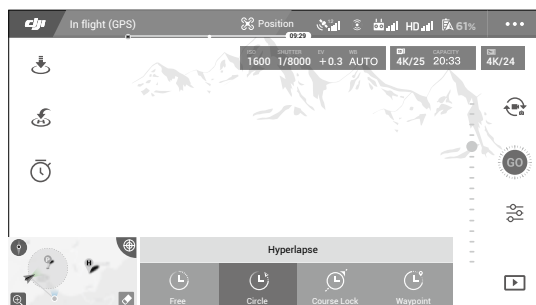 dji In flight (GPS) Position 12 HD 61%
09:29
ISO SHUTTER EV WB CAPACITY
1600 1/8000 +0.3 AUTO 4K/25 20:33 4K/24
H
GO
Hyperlapse
H
Free Circle Course Lock Waypoint